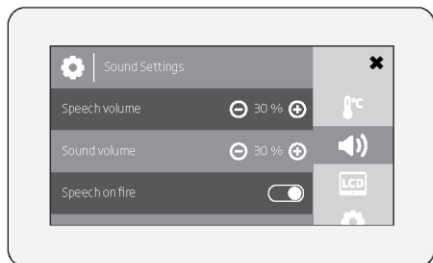 Sound Settings
Speech volume 30 %
Sound volume 30 %
Speech on fire
°C
LCD